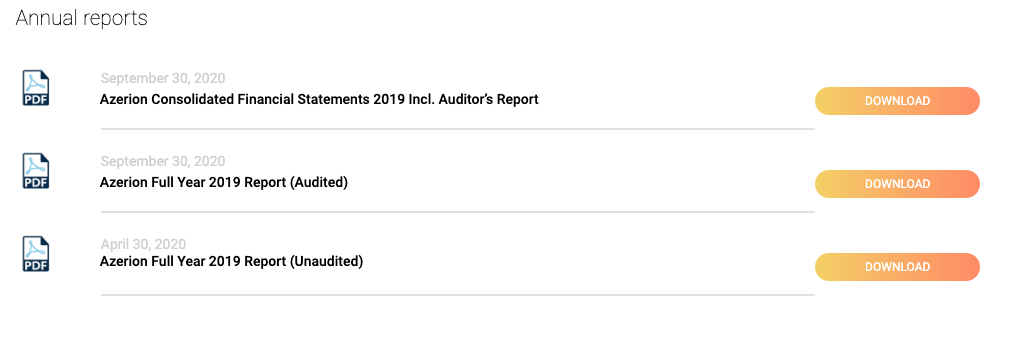 Annual reports
PDF
September 30, 2020
Azerion Consolidated Financial Statements 2019 Incl. Auditor's Report
DOWNLOAD
PDF
September 30, 2020
Azerion Full Year 2019 Report (Audited)
DOWNLOAD
PDF
April 30, 2020
Azerion Full Year 2019 Report (Unaudited)
DOWNLOAD